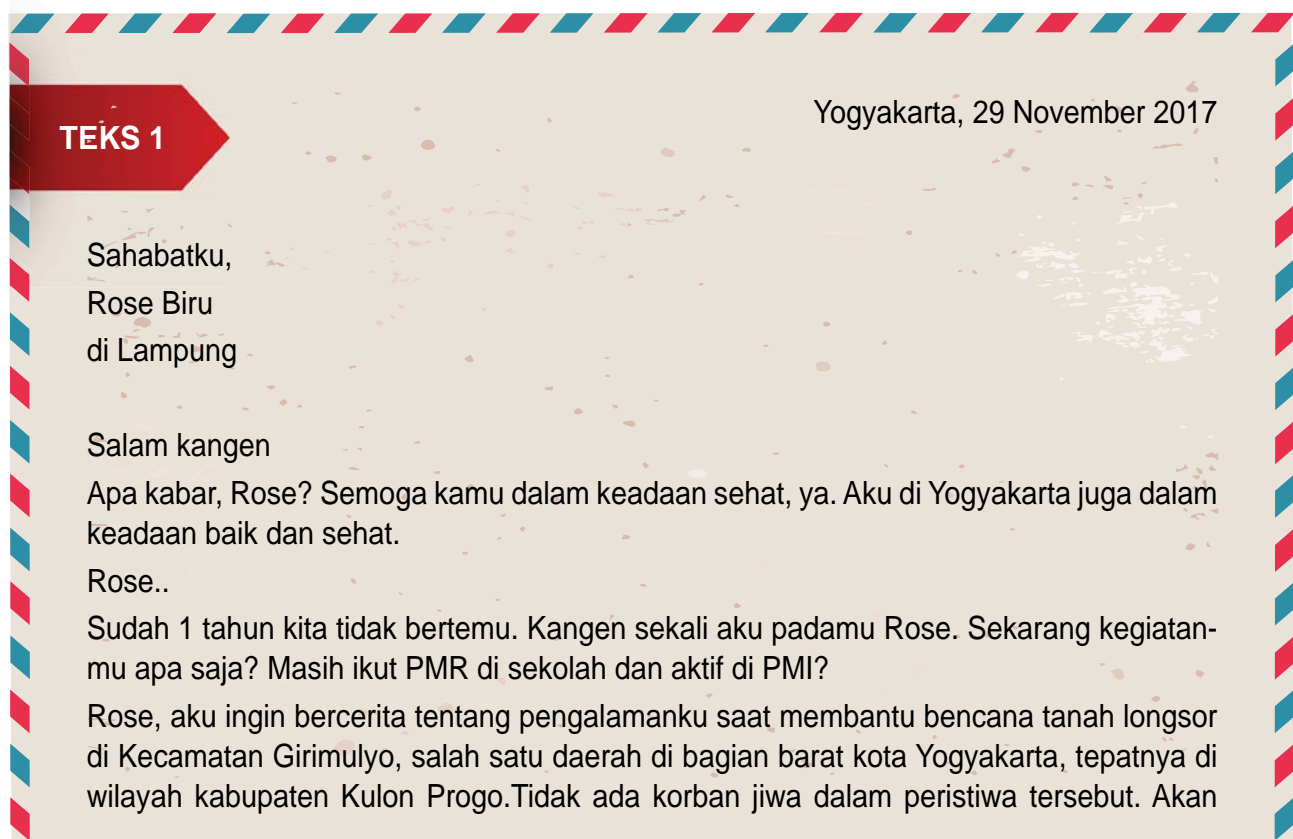 TEKS 1
Yogyakarta, 29 November 2017
Sahabatku,
Rose Biru
di Lampung
Salam kangen
Apa kabar, Rose? Semoga kamu dalam keadaan sehat, ya. Aku di Yogyakarta juga dalam
keadaan baik dan sehat.
Rose..
Sudah 1 tahun kita tidak bertemu. Kangen sekali aku padamu Rose. Sekarang kegiatan-
mu apa saja? Masih ikut PMR di sekolah dan aktif di PMI?
Rose, aku ingin bercerita tentang pengalamanku saat membantu bencana tanah longsor
di Kecamatan Girimulyo, salah satu daerah di bagian barat kota Yogyakarta, tepatnya di
wilayah kabupaten Kulon Progo.Tidak ada korban jiwa dalam peristiwa tersebut. Akan